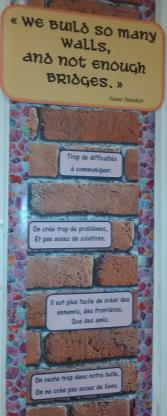 « WE BUILD SO MANY
WALLS,
AND NOT ENOUGH
BRIDGES. »
Isaac Newton
Trop de difficultés
à communiquer.
On crée trop de problèmes,
Et pas assez de solutions.
Il est plus facile de créer des
ennemis, des frontières,
Que des amis.
On reste trop dans notre bulle,
On ne crée pas assez de liens.